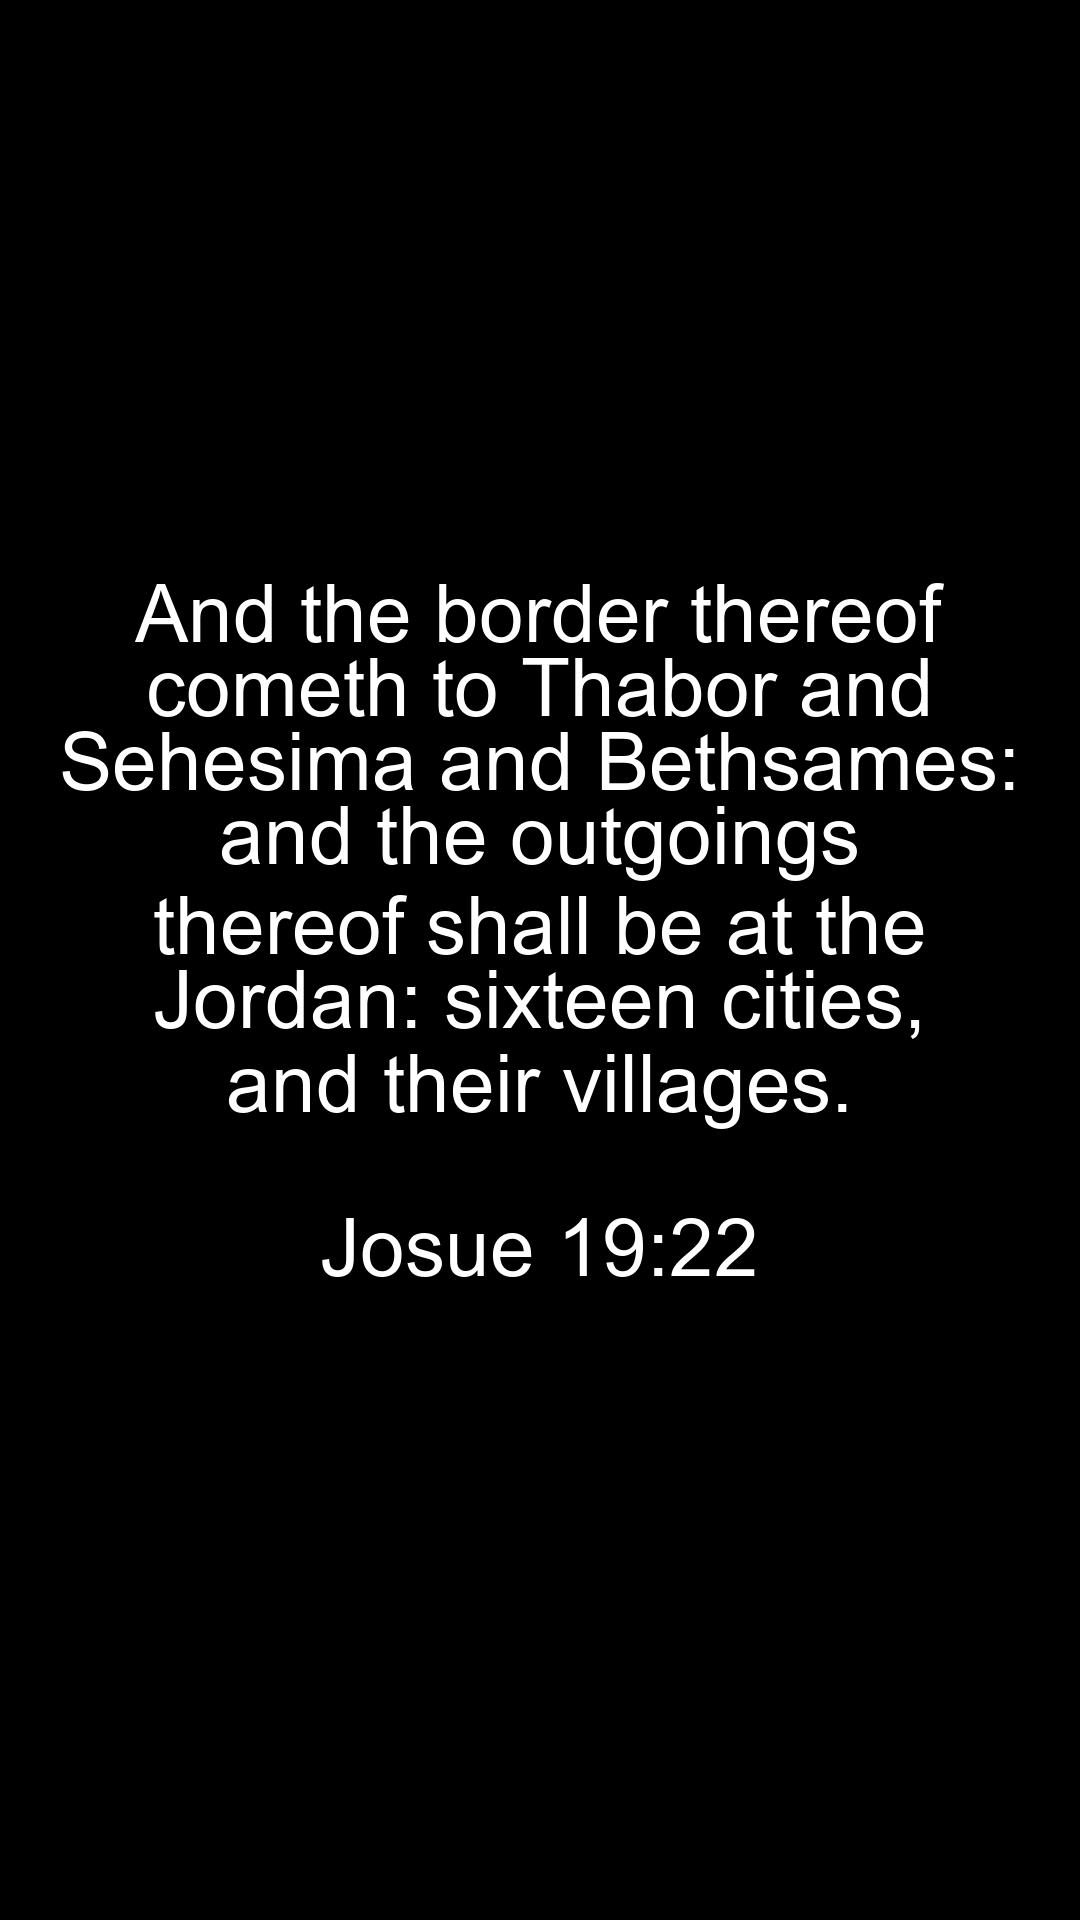 And the border thereof
cometh to Thabor and
Sehesima and Bethsames:
and the outgoings
thereof shall be at the
Jordan: sixteen cities,
and their villages.
Josue 19:22